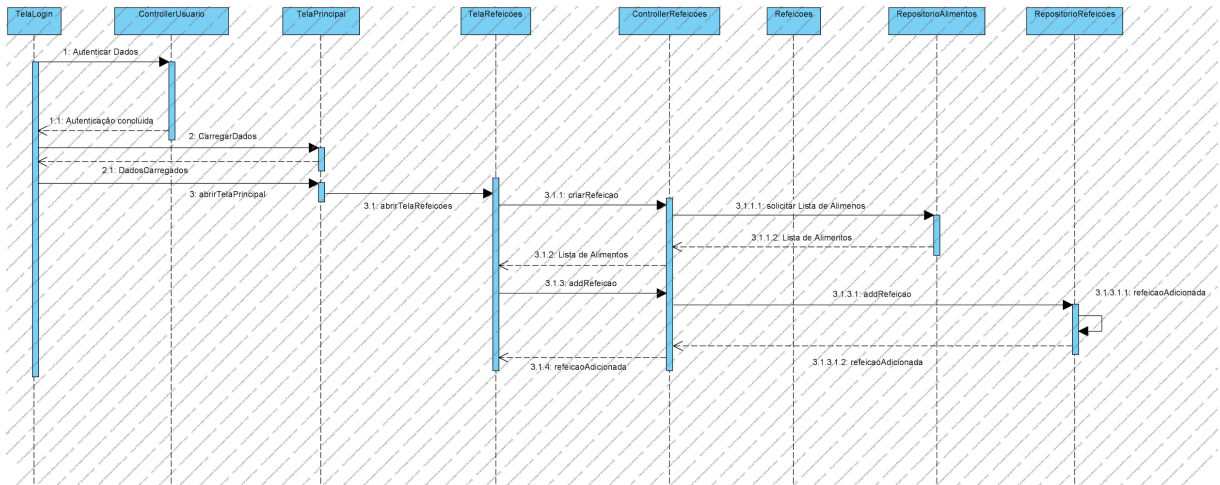 TelaLogin
ControllerUsuario
TelaPrincipal
TelaRefeicoes
ControllerRefeicoes
Refeicoes
RepositorioAlimentos
RepositorioRefeicoes
1: Autenticar Dados
1.1: Autenticação concluida
2: CarregarDados
2.1: DadosCarregados
3: abrirTelaPrincipal
3.1: abrirTelaRefeicoes
3.1.1: criarRefeicao
3.1.1.1: solicitar Lista de Alimenos
3.1.1.2: Lista de Alimentos
3.1.2: Lista de Alimentos
3.1.3: addRefeicao
3.1.3.1: addRefeicao
3.1.3.1.1: refeicaoAdicionada
3.1.3.1.2: refeicaoAdicionada
3.1.4: refeicaoAdicionada